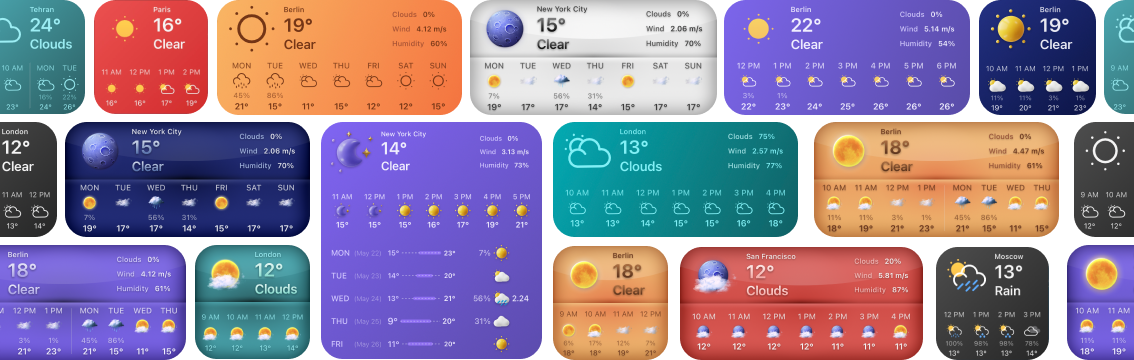 Tehran
24°
Clouds
10 AM MON TUE
16% 22%
23° 24° 26°
Paris
16°
Clear
11 AM 12 PM 1 PM 2 PM
16° 16° 17° 19°
Berlin
19°
Clear
Clouds 0%
Wind 4.12 m/s
Humidity 60%
MON TUE WED THU FRI SAT SUN
45% 86%
21° 15° 11° 15° 12° 12° 15°
New York City
15°
Clear
Clouds 0%
Wind 2.06 m/s
Humidity 70%
MON TUE WED THU FRI SAT SUN
7% 56% 31%
19° 17° 17° 14° 15° 17° 17°
Berlin
22°
Clear
Clouds 0%
Wind 5.14 m/s
Humidity 54%
12 PM 1 PM 2 PM 3 PM 4 PM 5 PM 6 PM
3% 1%
22° 23° 24° 25° 26° 26° 26°
Berlin
19°
Clear
10 AM 11 AM 12 PM 1 PM
11% 11% 3% 1%
19° 20° 21° 23°
9 AM
23°
London
12°
Clear
11 AM 12 PM
13° 14°
New York City
15°
Clear
Clouds 0%
Wind 2.06 m/s
Humidity 70%
MON TUE WED THU FRI SAT SUN
7% 56% 31%
19° 17° 17° 14° 15° 17° 17°
New York City
14°
Clear
Clouds 0%
Wind 3.13 m/s
Humidity 73%
11 AM 12 PM 1 PM 2 PM 3 PM 4 PM 5 PM
15° 15° 15° 16° 17° 19° 21°
MON (May 22) 15° 23° 7%
TUE (May 23) 14° 20°
WED (May 24) 13° 21° 56% 2.24
THU (May 25) 9° 20° 31%
FRI (May 26) 11° 20°
London
13°
Clouds
Clouds 75%
Wind 2.57 m/s
Humidity 77%
10 AM 11 AM 12 PM 1 PM 2 PM 3 PM 4 PM
13° 13° 14° 15° 15° 16° 18°
Berlin
18°
Clear
Clouds 0%
Wind 4.47 m/s
Humidity 61%
10 AM 11 AM 12 PM 1 PM MON TUE WED THU
11% 11% 3% 1% 45% 86%
18° 19° 21° 23° 21° 15° 11° 15°
9 AM 10 AM
12° 12°
Berlin
18°
Clear
Clouds 0%
Wind 4.12 m/s
Humidity 61%
12 PM 1 PM MON TUE WED THU
3% 1% 45% 86%
21° 23° 21° 15° 11° 15°
London
12°
Clouds
9 AM 10 AM 11 AM 12 PM
12° 12° 13° 14°
Berlin
18°
Clear
9 AM 10 AM 11 AM 12 PM
6% 17% 12% 7%
18° 18° 19° 21°
San Francisco
12°
Clouds
Clouds 20%
Wind 5.81 m/s
Humidity 87%
10 AM 11 AM 12 PM 1 PM 2 PM 3 PM 4 PM
12° 12° 12° 12° 12° 11° 11°
Moscow
13°
Rain
12 PM 1 PM 2 PM 3 PM
100% 98% 98% 78%
13° 13° 13° 14°
10 AM 11 AM
11% 11%
18° 19°